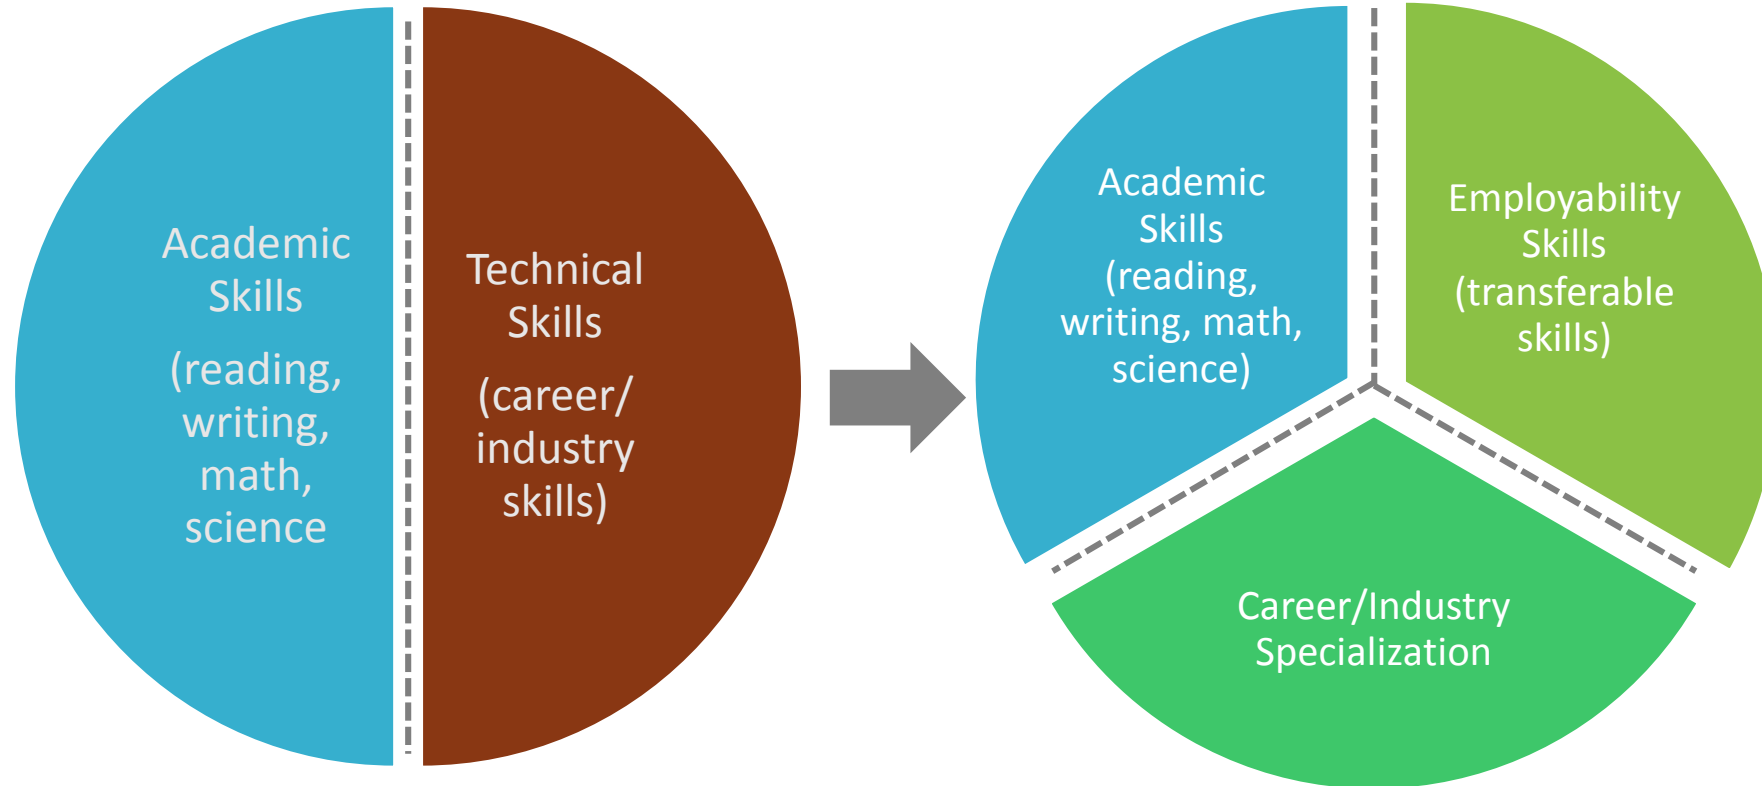 Academic
Skills
(reading,
writing,
math,
science
Technical
Skills
(career/
industry
skills)
Academic
Skills
(reading,
writing, math,
science)
Employability
Skills
(transferable
skills)
Career/Industry
Specialization